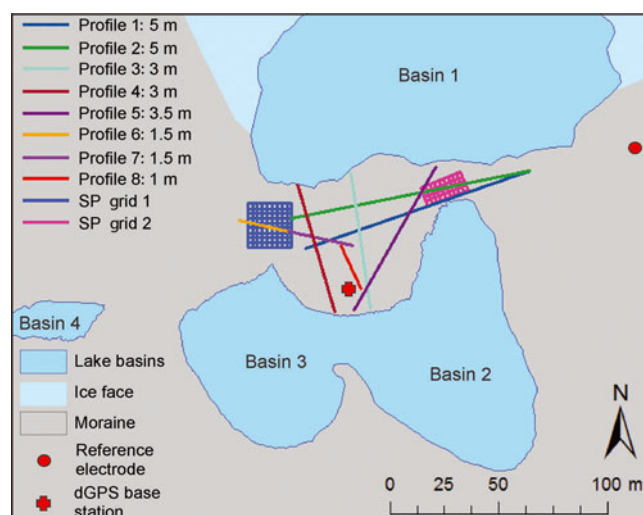 Profile 1: 5 m
Profile 2: 5 m
Profile 3: 3 m
Profile 4: 3 m
Profile 5: 3.5 m
Profile 6: 1.5 m
Profile 7: 1.5 m
Profile 8: 1 m
SP grid 1
SP grid 2
Basin 1
Basin 4
Basin 3
Basin 2
Lake basins
Ice face
Moraine
Reference
electrode
dGPS base
station
N
0 25 50 100 m